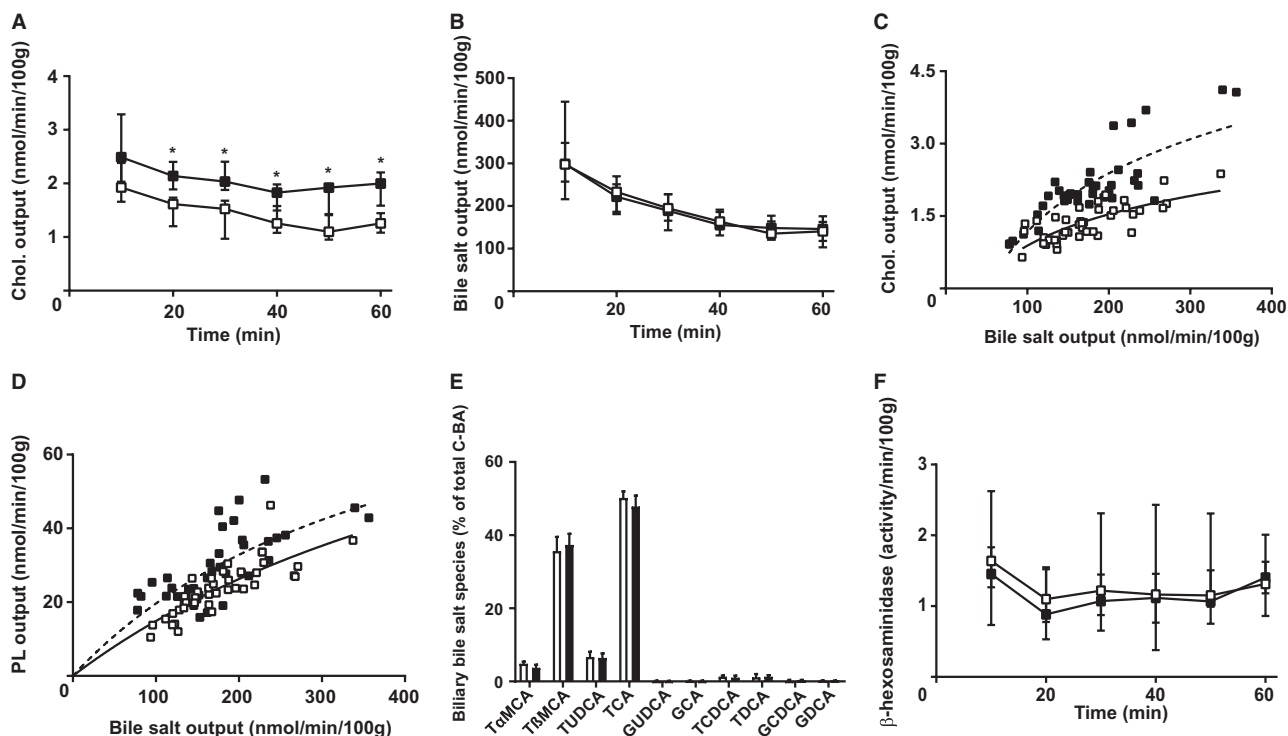 A
Chol. output (nmol/min/100g)
4
3
2
1
0
*
*
*
*
*
20
40
60
Time (min)
B
Bile salt output (nmol/min/100g)
500
400
300
200
100
0
20
40
60
Time (min)
C
Chol. output (nmol/min/100g)
4.5
3.0
1.5
0
100
200
300
400
Bile salt output (nmol/min/100g)
D
PL output (nmol/min/100g)
60
40
20
0
0
100
200
300
400
Bile salt output (nmol/min/100g)
E
Biliary bile salt species (% of total C-BA)
60
40
20
0
TαMCA
TßMCA
TUDCA
TCA
GUDCA
GCA
TCDCA
TDCA
GCDCA
GDCA
F
β-hexosaminidase (activity/min/100g)
3
2
1
0
20
40
60
Time (min)